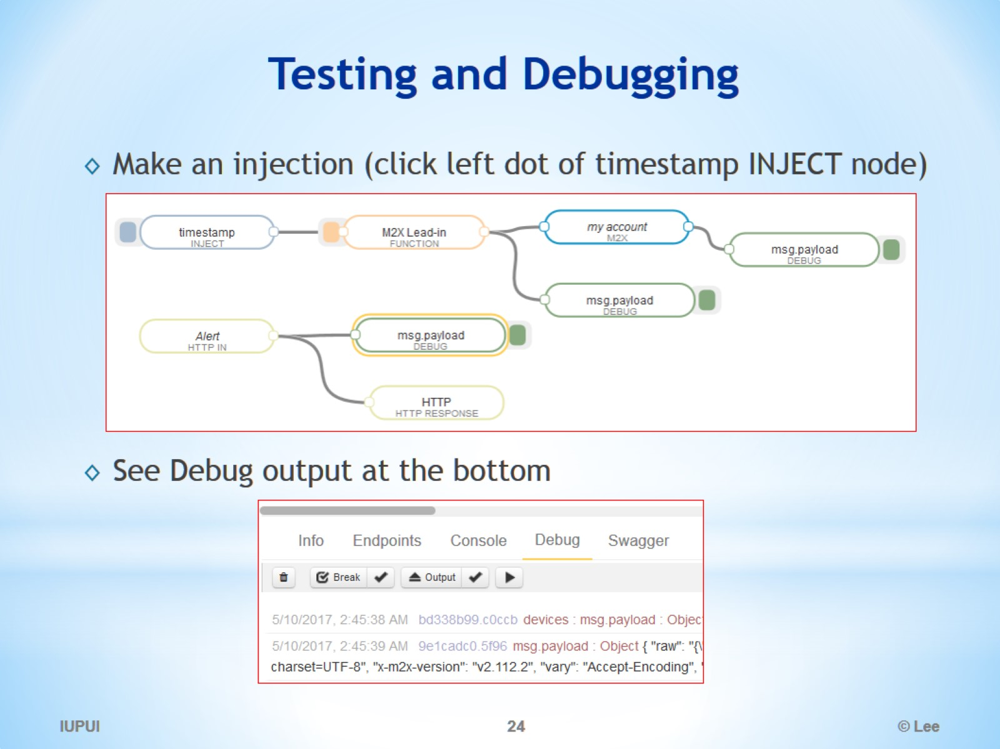 Testing and Debugging
Make an injection (click left dot of timestamp INJECT node)
timestamp
INJECT
M2X Lead-in
FUNCTION
my account
M2X
msg.payload
DEBUG
msg.payload
DEBUG
Alert
HTTP IN
msg.payload
DEBUG
HTTP
HTTP RESPONSE
See Debug output at the bottom
Info Endpoints Console Debug Swagger
Break Output
5/10/2017, 2:45:38 AM bd338b99.c0ccb devices : msg.payload : Objec
5/10/2017, 2:45:39 AM 9e1cadc0.5f96 msg.payload : Object { "raw": "{\
charset=UTF-8", "x-m2x-version": "v2.112.2", "vary": "Accept-Encoding", "
IUPUI 24 © Lee